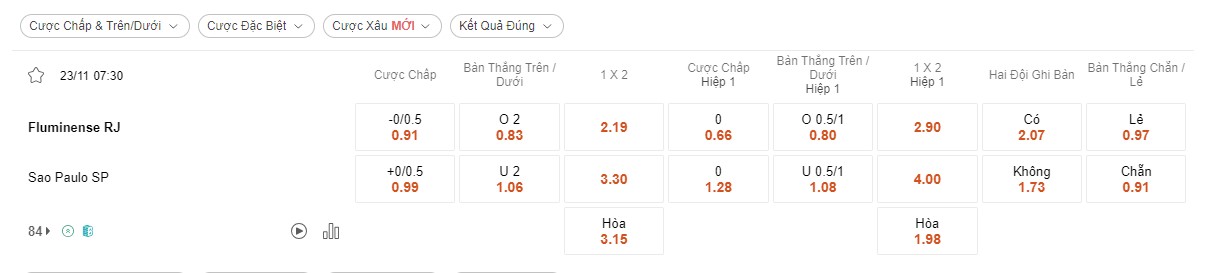 Cược Chấp & Trên/Dưới
Cược Đặc Biệt
Cược Xâu MỚI
Kết Quả Đúng
23/11 07:30
Cược Chấp
Bàn Thắng Trên /
Dưới
1 X 2
Cược Chấp
Hiệp 1
Bàn Thắng Trên /
Dưới
Hiệp 1
1 X 2
Hiệp 1
Hai Đội Ghi Bàn
Bàn Thắng Chẵn /
Lẻ
Fluminense RJ
-0/0.5
0.91
O 2
0.83
2.19
0
0.66
O 0.5/1
0.80
2.90
Có
2.07
Lẻ
0.97
Sao Paulo SP
+0/0.5
0.99
U 2
1.06
3.30
0
1.28
U 0.5/1
1.08
4.00
Không
1.73
Chẵn
0.91
84
Hòa
3.15
Hòa
1.98